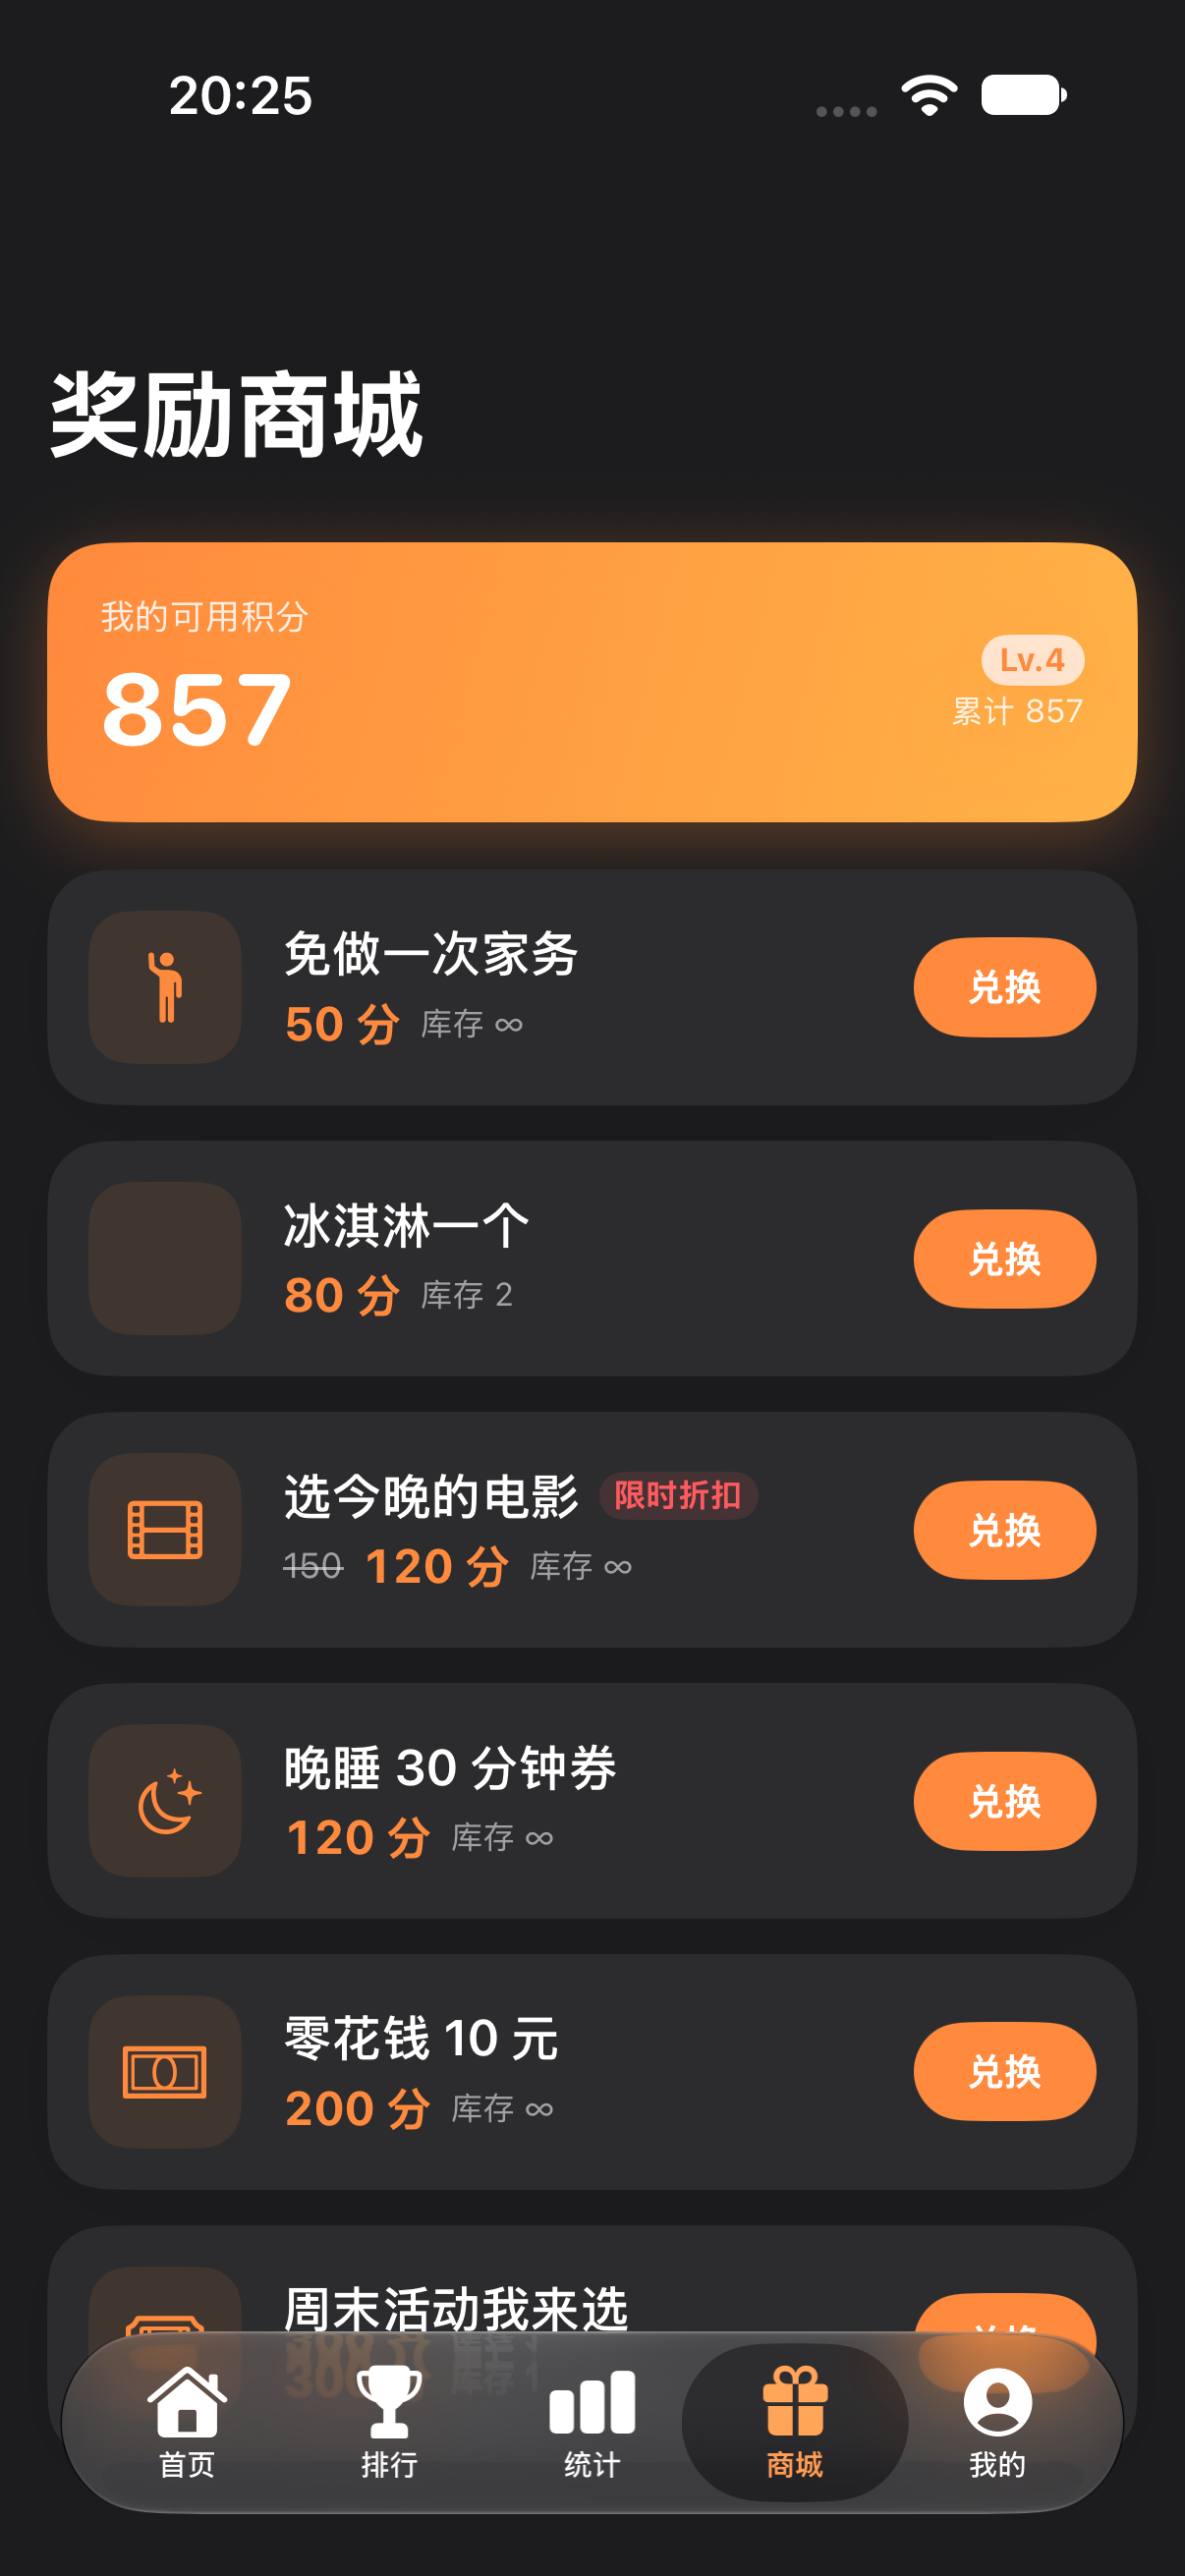 20:25
奖励商城
我的可用积分
857
Lv.4
累计 857
免做一次家务
50 分 库存 ∞
兑换
冰淇淋一个
80 分 库存 2
兑换
选今晚的电影 限时折扣
150 120 分 库存 ∞
兑换
晚睡 30 分钟券
120 分 库存 ∞
兑换
零花钱 10 元
200 分 库存 ∞
兑换
周末活动我来选
首页 排行 统计 商城 我的